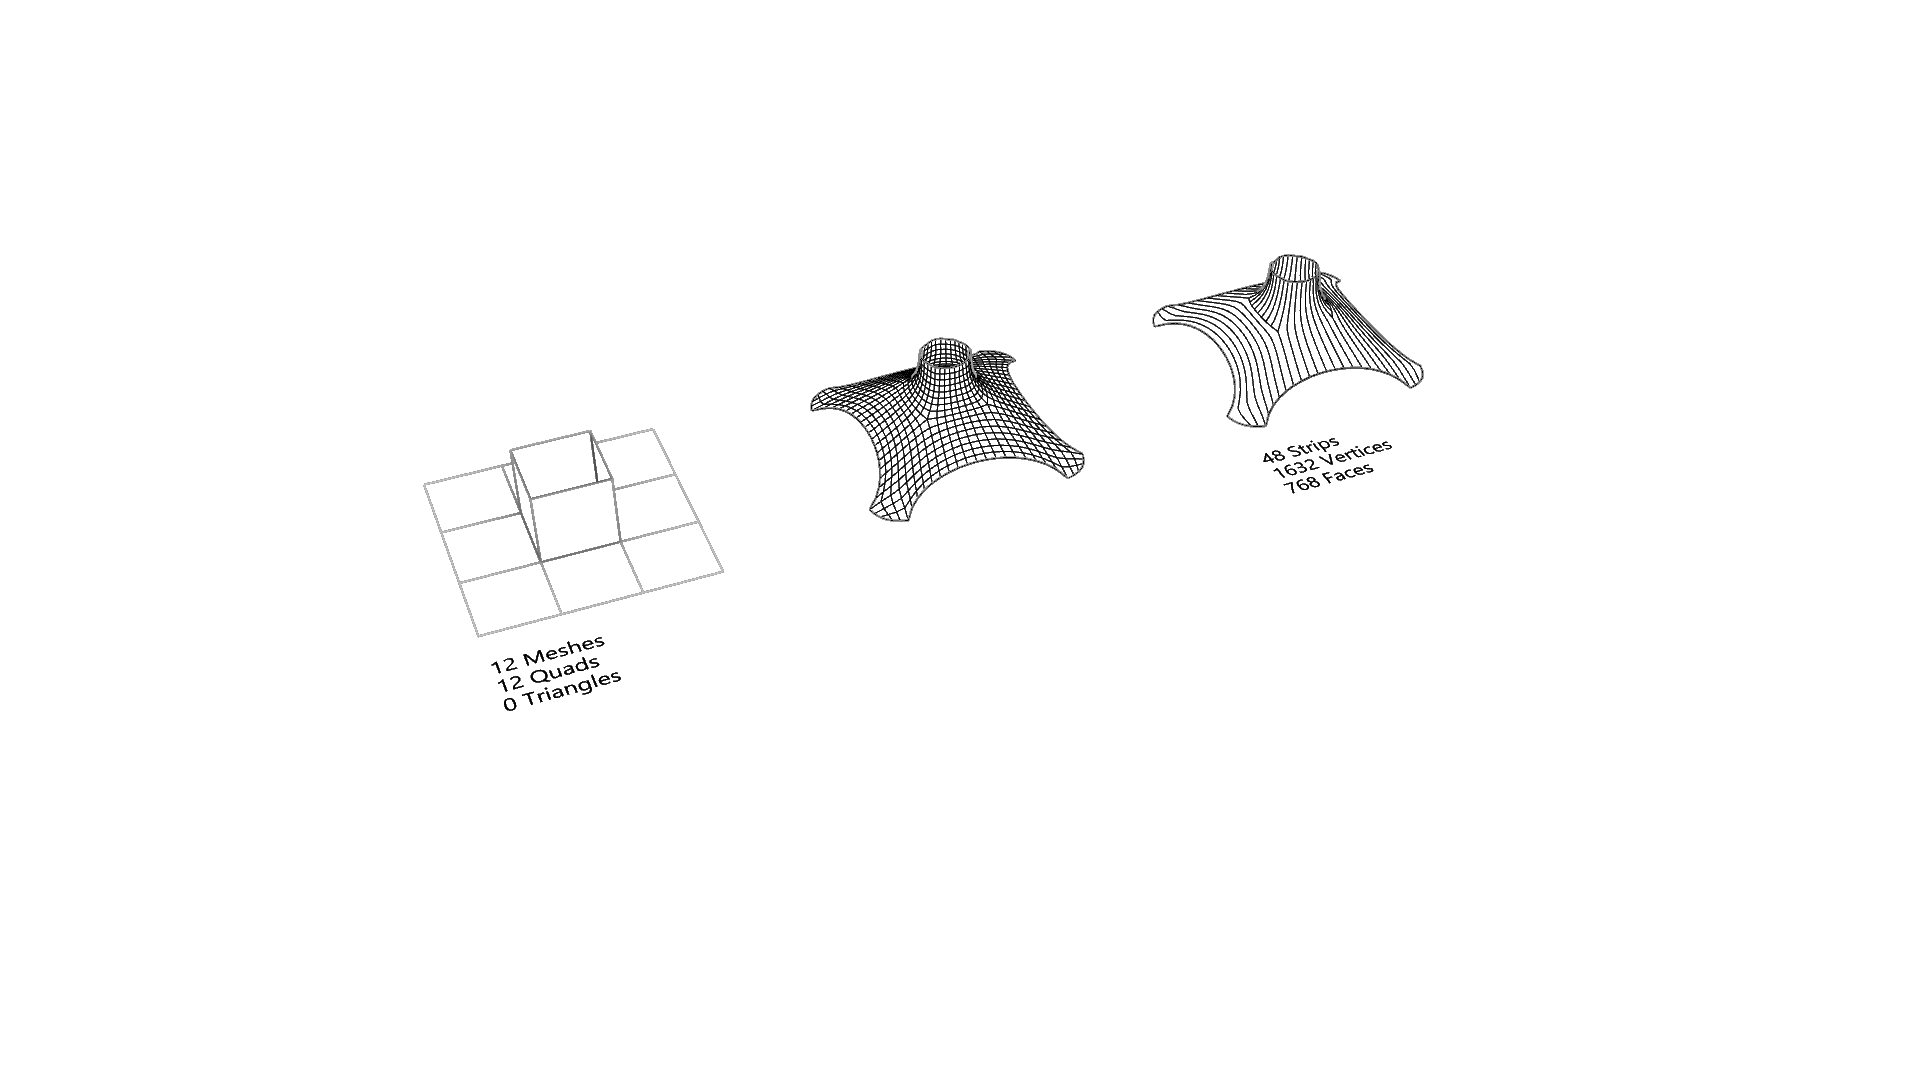 12 Meshes
12 Quads
0 Triangles
48 Strips
1632 Vertices
768 Faces